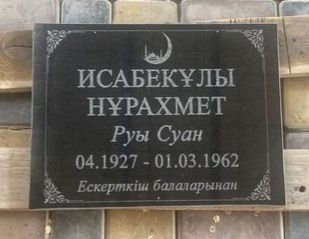 ИСАБЕКҰЛЫ
НҰРАХМЕТ
Руы Суан
04.1927 - 01.03.1962
Ескерткіш балаларынан